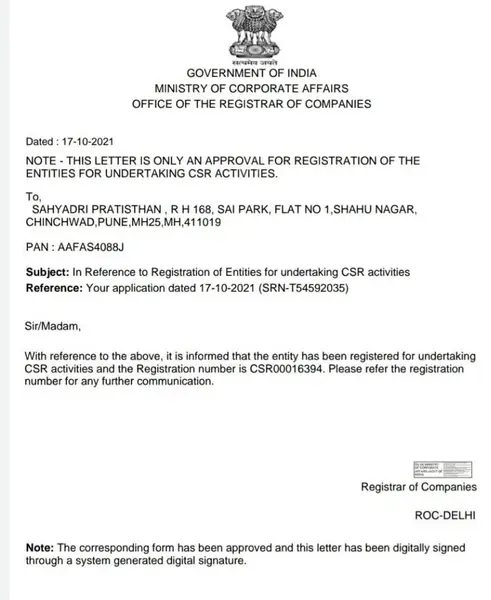 सत्यमेव जयते
GOVERNMENT OF INDIA
MINISTRY OF CORPORATE AFFAIRS
OFFICE OF THE REGISTRAR OF COMPANIES
Dated : 17-10-2021
NOTE - THIS LETTER IS ONLY AN APPROVAL FOR REGISTRATION OF THE
ENTITIES FOR UNDERTAKING CSR ACTIVITIES.
To,
SAHYADRI PRATISTHAN , R H 168, SAI PARK, FLAT NO 1,SHAHU NAGAR,
CHINCHWAD,PUNE,MH25,MH,411019
PAN : AAFAS4088J
Subject: In Reference to Registration of Entities for undertaking CSR activities
Reference: Your application dated 17-10-2021 (SRN-T54592035)
Sir/Madam,
With reference to the above, it is informed that the entity has been registered for undertaking
CSR activities and the Registration number is CSR00016394. Please refer the registration
number for any further communication.
Registrar of Companies
ROC-DELHI
Note: The corresponding form has been approved and this letter has been digitally signed
through a system generated digital signature.